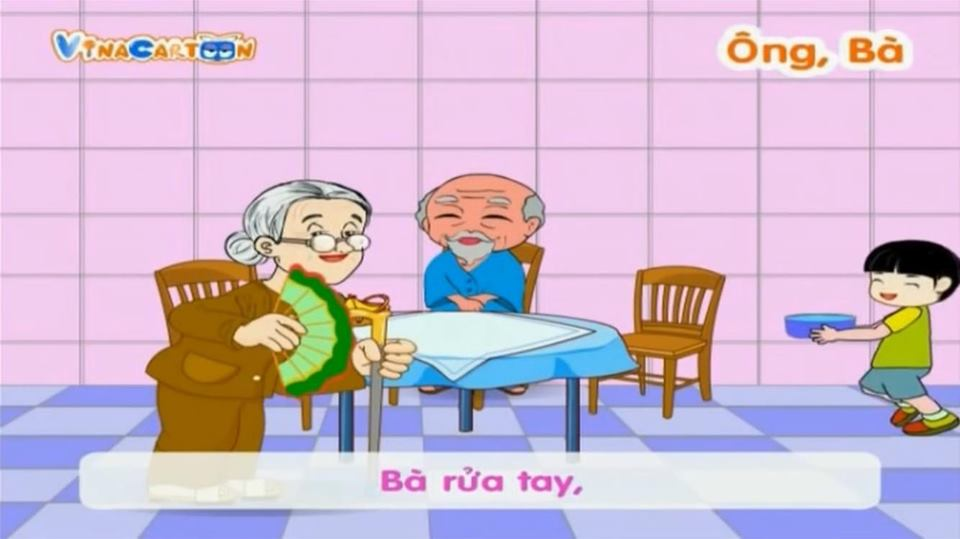 VINACARTOON
Ông, Bà
Bà rửa tay,